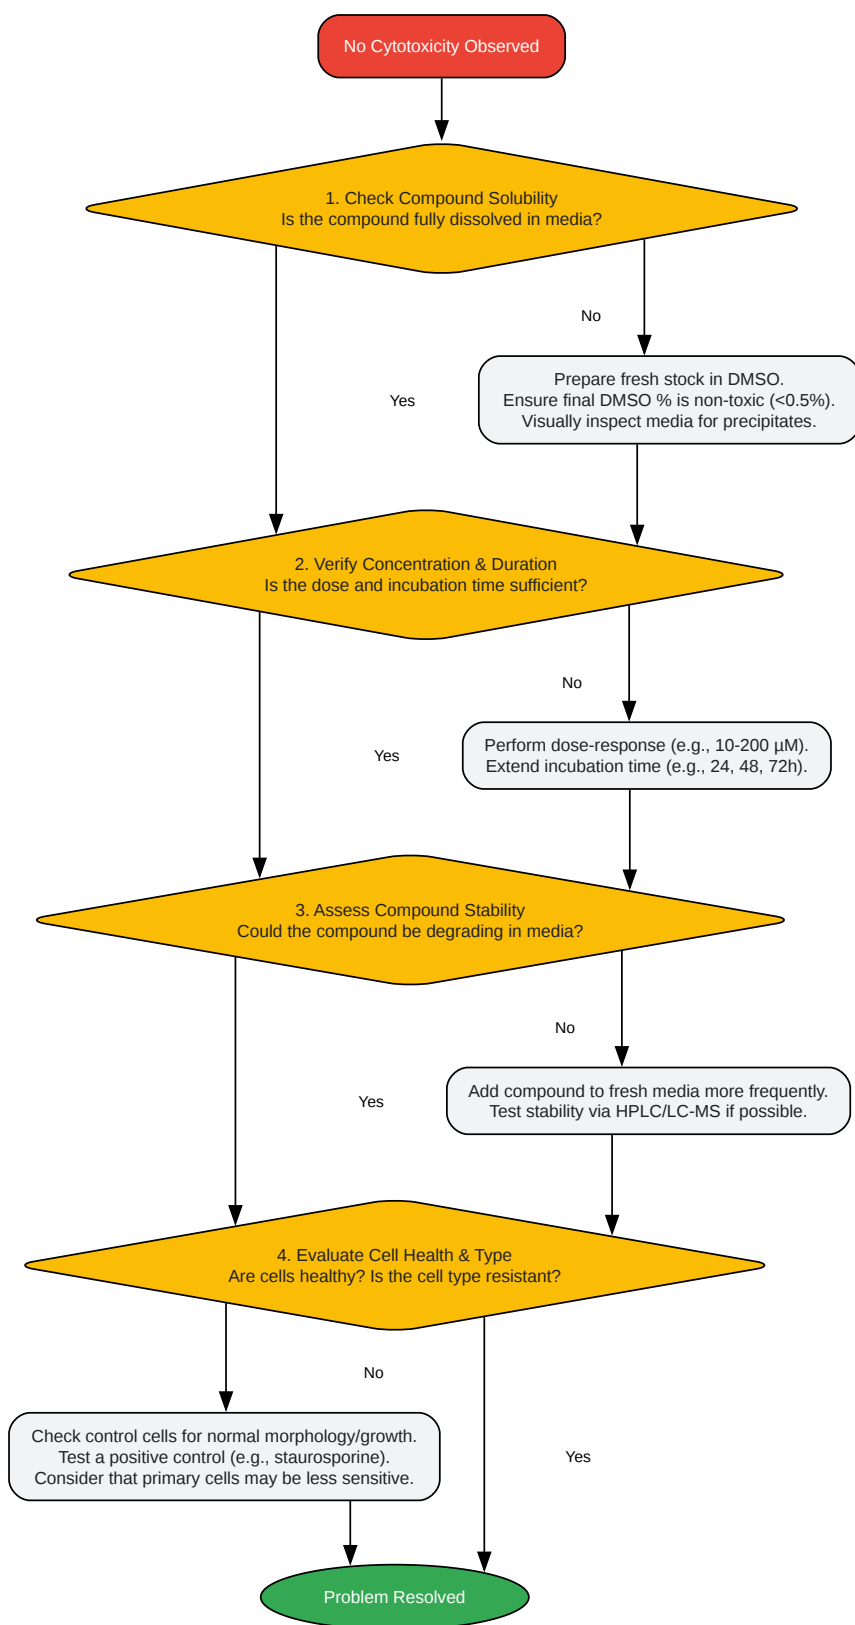 No Cytotoxicity Observed
1. Check Compound Solubility
Is the compound fully dissolved in media?
No
Yes
Prepare fresh stock in DMSO.
Ensure final DMSO % is non-toxic (<0.5%).
Visually inspect media for precipitates.
2. Verify Concentration & Duration
Is the dose and incubation time sufficient?
No
Yes
Perform dose-response (e.g., 10-200 µM).
Extend incubation time (e.g., 24, 48, 72h).
3. Assess Compound Stability
Could the compound be degrading in media?
No
Yes
Add compound to fresh media more frequently.
Test stability via HPLC/LC-MS if possible.
4. Evaluate Cell Health & Type
Are cells healthy? Is the cell type resistant?
No
Yes
Check control cells for normal morphology/growth.
Test a positive control (e.g., staurosporine).
Consider that primary cells may be less sensitive.
Problem Resolved